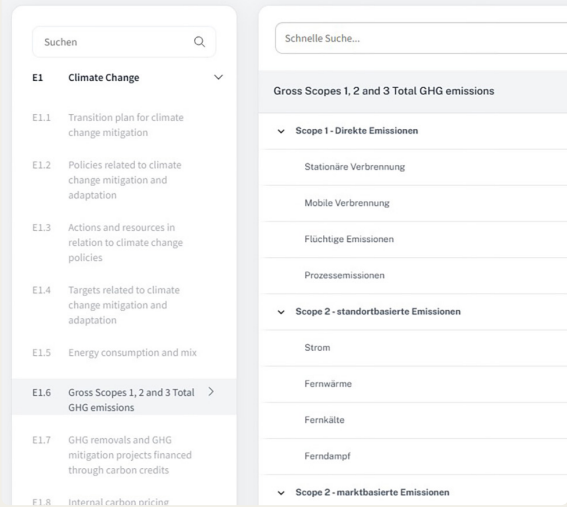 Suchen
E1 Climate Change
E1.1 Transition plan for climate
change mitigation
E1.2 Policies related to climate
change mitigation and
adaptation
E1.3 Actions and resources in
relation to climate change
policies
E1.4 Targets related to climate
change mitigation and
adaptation
E1.5 Energy consumption and mix
E1.6 Gross Scopes 1, 2 and 3 Total
GHG emissions
E1.7 GHG removals and GHG
mitigation projects financed
through carbon credits
E1.8 Internal carbon pricing
Schnelle Suche...
Gross Scopes 1, 2 and 3 Total GHG emissions
Scope 1 - Direkte Emissionen
Stationäre Verbrennung
Mobile Verbrennung
Flüchtige Emissionen
Prozessemissionen
Scope 2 - standortbasierte Emissionen
Strom
Fernwärme
Fernkälte
Ferndampf
Scope 2 - marktbasierte Emissionen